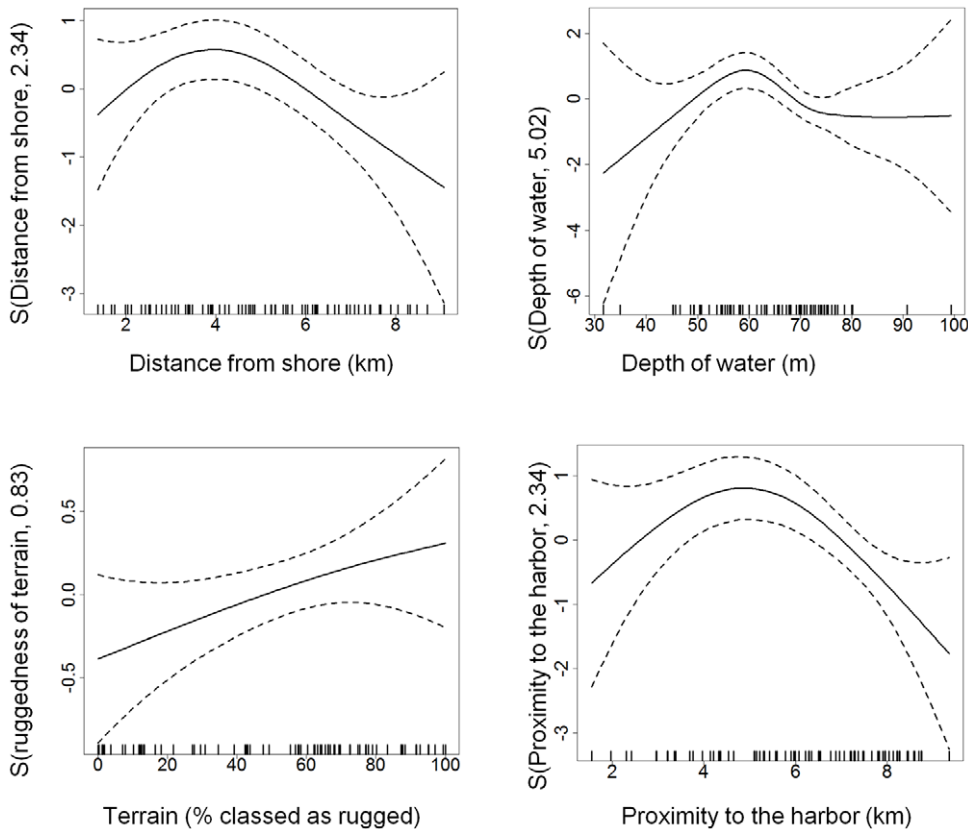 S(Distance from shore, 2.34)
1
0
-1
-2
-3
2 4 6 8
Distance from shore (km)
S(Depth of water, 5.02)
2
0
-2
-4
-6
30 40 50 60 70 80 90 100
Depth of water (m)
S(ruggedness of terrain, 0.83)
0.5
0.0
-0.5
0 20 40 60 80 100
Terrain (% classed as rugged)
S(Proximity to the harbor, 2.34)
1
0
-1
-2
-3
2 4 6 8
Proximity to the harbor (km)